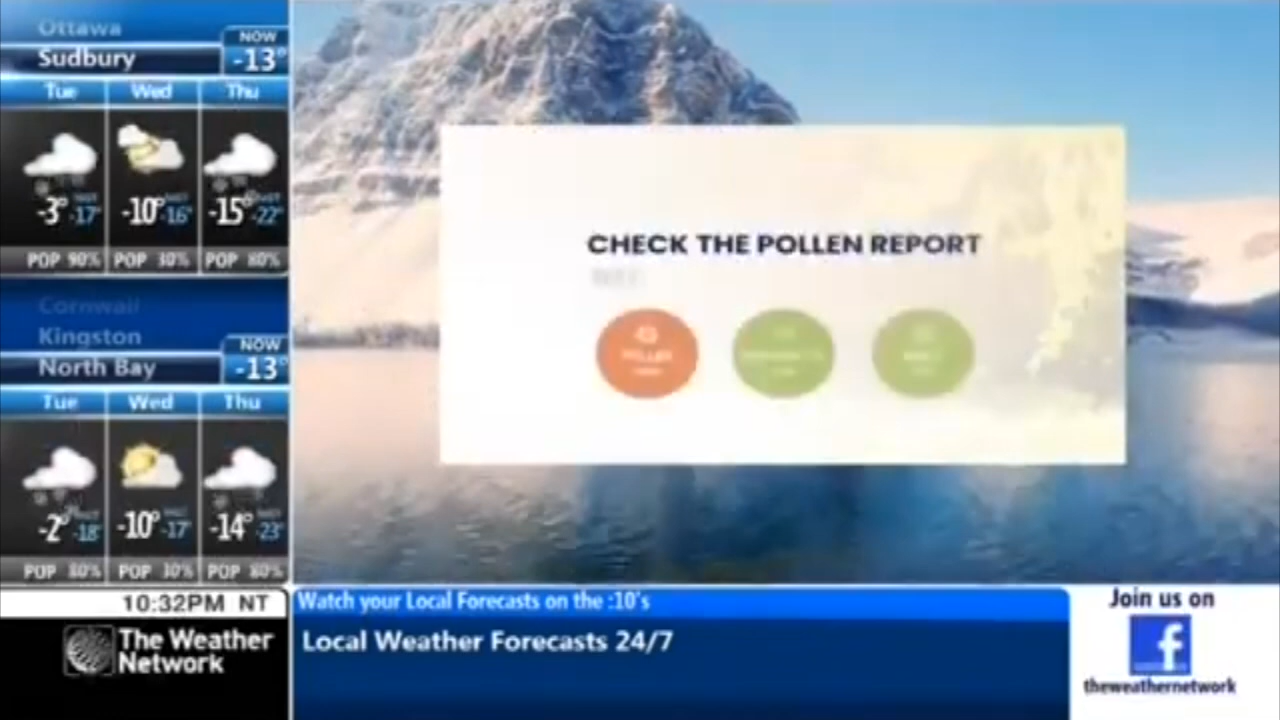 Ottawa
Sudbury
NOW
-13°
Tue Wed Thu
-3° -17° -10° -16° -15° -22°
POP 90% POP 30% POP 80%
Cornwall
Kingston
North Bay
NOW
-13°
Tue Wed Thu
-2° -18° -10° -17° -14° -23°
POP 80% POP 30% POP 80%
10:32PM NT
The Weather
Network
CHECK THE POLLEN REPORT
POLLEN
Watch your Local Forecasts on the :10's
Local Weather Forecasts 24/7
Join us on
f
theweathernetwork